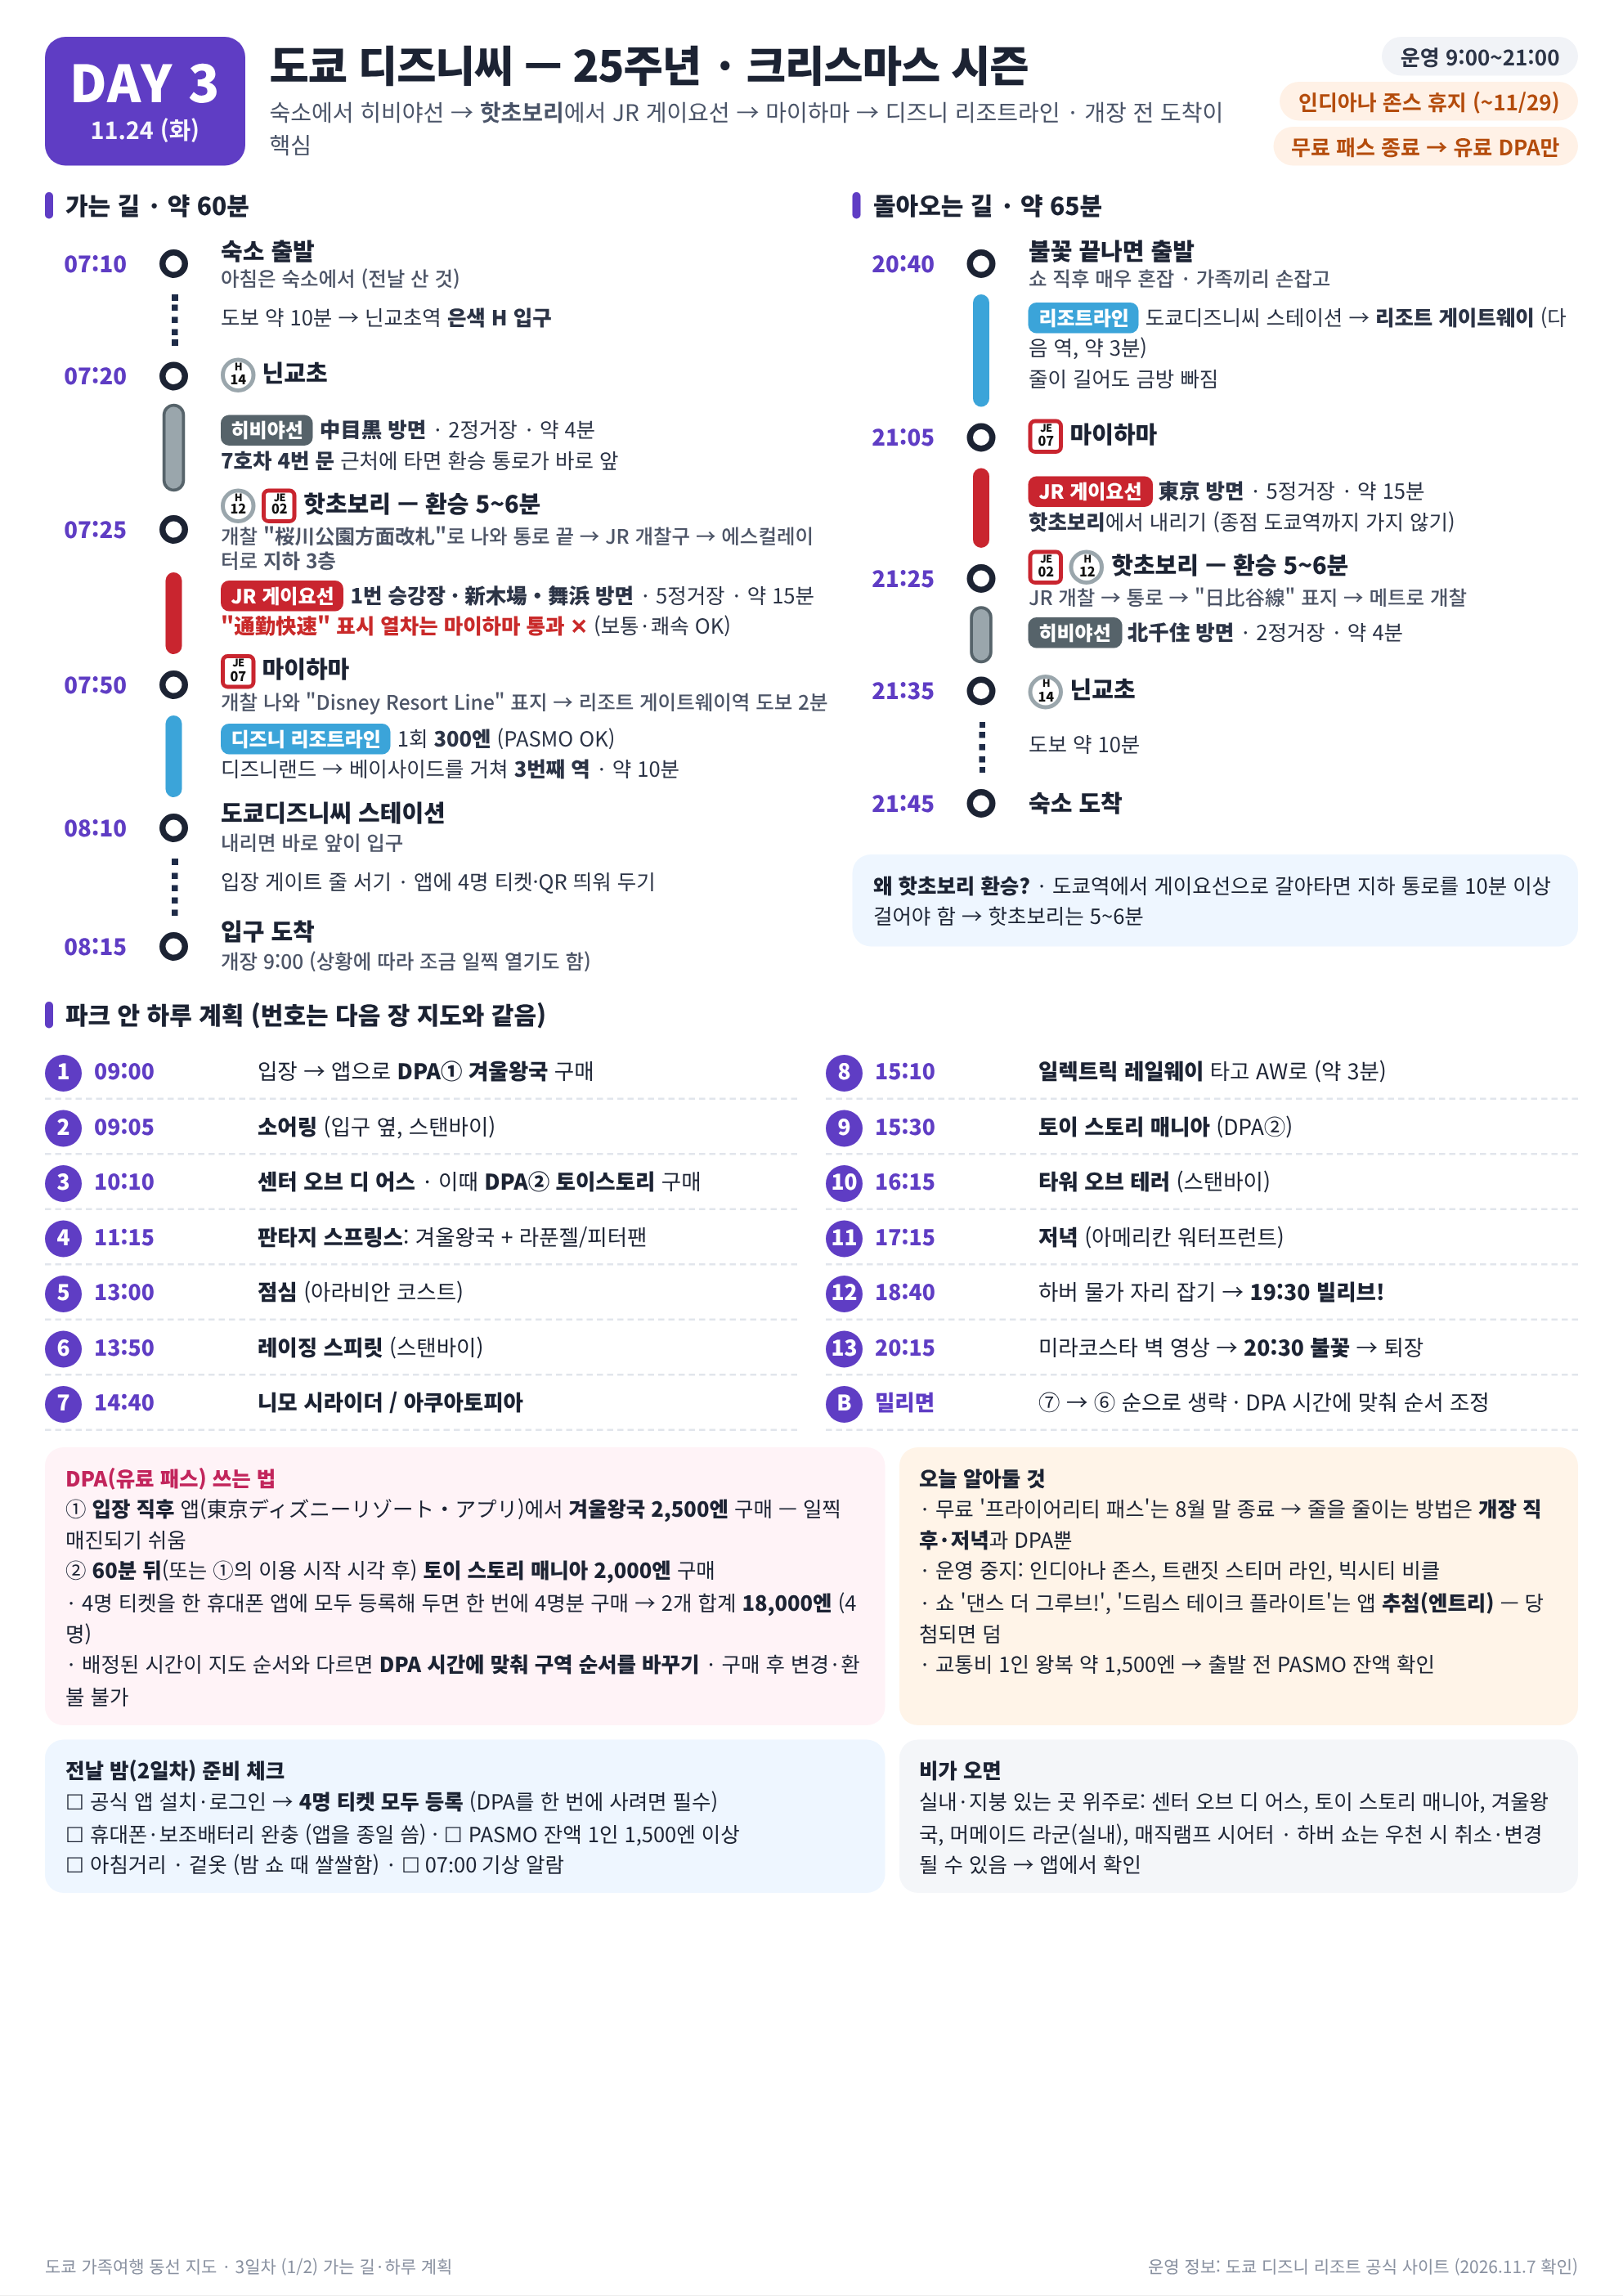 DAY 3
11.24 (화)
도쿄 디즈니씨 — 25주년 · 크리스마스 시즌
숙소에서 히비야선 → 핫초보리에서 JR 게이요선 → 마이하마 → 디즈니 리조트라인 · 개장 전 도착이
핵심
운영 9:00~21:00
인디아나 존스 휴지 (~11/29)
무료 패스 종료 → 유료 DPA만
가는 길 · 약 60분
07:10
숙소 출발
아침은 숙소에서 (전날 산 것)
도보 약 10분 → 닌교초역 은색 H 입구
07:20
H
14
닌교초
히비야선 中目黒 방면 · 2정거장 · 약 4분
7호차 4번 문 근처에 타면 환승 통로가 바로 앞
07:25
H
12
JE
02
핫초보리 — 환승 5~6분
개찰 "桜川公園方面改札"로 나와 통로 끝 → JR 개찰구 → 에스컬레이
터로 지하 3층
JR 게이요선 1번 승강장 · 新木場・舞浜 방면 · 5정거장 · 약 15분
"通勤快速" 표시 열차는 마이하마 통과 × (보통·쾌속 OK)
07:50
JE
07
마이하마
개찰 나와 "Disney Resort Line" 표지 → 리조트 게이트웨이역 도보 2분
디즈니 리조트라인 1회 300엔 (PASMO OK)
디즈니랜드 → 베이사이드를 거쳐 3번째 역 · 약 10분
08:10
도쿄디즈니씨 스테이션
내리면 바로 앞이 입구
입장 게이트 줄 서기 · 앱에 4명 티켓·QR 띄워 두기
08:15
입구 도착
개장 9:00 (상황에 따라 조금 일찍 열기도 함)
돌아오는 길 · 약 65분
20:40
불꽃 끝나면 출발
쇼 직후 매우 혼잡 · 가족끼리 손잡고
리조트라인 도쿄디즈니씨 스테이션 → 리조트 게이트웨이 (다
음 역, 약 3분)
줄이 길어도 금방 빠짐
21:05
JE
07
마이하마
JR 게이요선 東京 방면 · 5정거장 · 약 15분
핫초보리에서 내리기 (종점 도쿄역까지 가지 않기)
21:25
JE
02
H
12
핫초보리 — 환승 5~6분
JR 개찰 → 통로 → "日比谷線" 표지 → 메트로 개찰
히비야선 北千住 방면 · 2정거장 · 약 4분
21:35
H
14
닌교초
도보 약 10분
21:45
숙소 도착
왜 핫초보리 환승? · 도쿄역에서 게이요선으로 갈아타면 지하 통로를 10분 이상
걸어야 함 → 핫초보리는 5~6분
파크 안 하루 계획 (번호는 다음 장 지도와 같음)
1 09:00 입장 → 앱으로 DPA① 겨울왕국 구매
2 09:05 소어링 (입구 옆, 스탠바이)
3 10:10 센터 오브 디 어스 · 이때 DPA② 토이스토리 구매
4 11:15 판타지 스프링스: 겨울왕국 + 라푼젤/피터팬
5 13:00 점심 (아라비안 코스트)
6 13:50 레이징 스피릿 (스탠바이)
7 14:40 니모 시라이더 / 아쿠아토피아
8 15:10 일렉트릭 레일웨이 타고 AW로 (약 3분)
9 15:30 토이 스토리 매니아 (DPA②)
10 16:15 타워 오브 테러 (스탠바이)
11 17:15 저녁 (아메리칸 워터프런트)
12 18:40 하버 물가 자리 잡기 → 19:30 빌리브!
13 20:15 미라코스타 벽 영상 → 20:30 불꽃 → 퇴장
B 밀리면 ⑦ → ⑥ 순으로 생략 · DPA 시간에 맞춰 순서 조정
DPA(유료 패스) 쓰는 법
① 입장 직후 앱(東京ディズニーリゾート・アプリ)에서 겨울왕국 2,500엔 구매 — 일찍
매진되기 쉬움
② 60분 뒤(또는 ①의 이용 시작 시각 후) 토이 스토리 매니아 2,000엔 구매
· 4명 티켓을 한 휴대폰 앱에 모두 등록해 두면 한 번에 4명분 구매 → 2개 합계 18,000엔 (4
명)
· 배정된 시간이 지도 순서와 다르면 DPA 시간에 맞춰 구역 순서를 바꾸기 · 구매 후 변경·환
불 불가
오늘 알아둘 것
· 무료 '프라이어리티 패스'는 8월 말 종료 → 줄을 줄이는 방법은 개장 직
후·저녁과 DPA뿐
· 운영 중지: 인디아나 존스, 트랜짓 스티머 라인, 빅시티 비클
· 쇼 '댄스 더 그루브!', '드림스 테이크 플라이트'는 앱 추첨(엔트리) — 당
첨되면 덤
· 교통비 1인 왕복 약 1,500엔 → 출발 전 PASMO 잔액 확인
전날 밤(2일차) 준비 체크
☐ 공식 앱 설치·로그인 → 4명 티켓 모두 등록 (DPA를 한 번에 사려면 필수)
☐ 휴대폰·보조배터리 완충 (앱을 종일 씀) · ☐ PASMO 잔액 1인 1,500엔 이상
☐ 아침거리 · 겉옷 (밤 쇼 때 쌀쌀함) · ☐ 07:00 기상 알람
비가 오면
실내·지붕 있는 곳 위주로: 센터 오브 디 어스, 토이 스토리 매니아, 겨울왕
국, 머메이드 라군(실내), 매직램프 시어터 · 하버 쇼는 우천 시 취소·변경
될 수 있음 → 앱에서 확인
도쿄 가족여행 동선 지도 · 3일차 (1/2) 가는 길·하루 계획
운영 정보: 도쿄 디즈니 리조트 공식 사이트 (2026.11.7 확인)